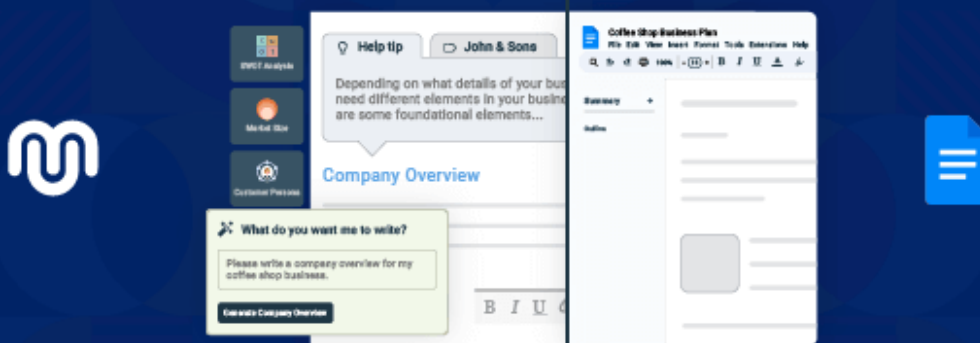 SWOT Analysis
Market Size
Customer Persona
Help tip
John & Sons
Depending on what details of your bus
need different elements in your busine
are some foundational elements...
Company Overview
What do you want me to write?
Please write a company overview for my
coffee shop business.
Generate Company Overview
B I U
Coffee Shop Business Plan
File Edit View Insert Format Tools Extensions Help
100%
B I U A
Summary +
Outline